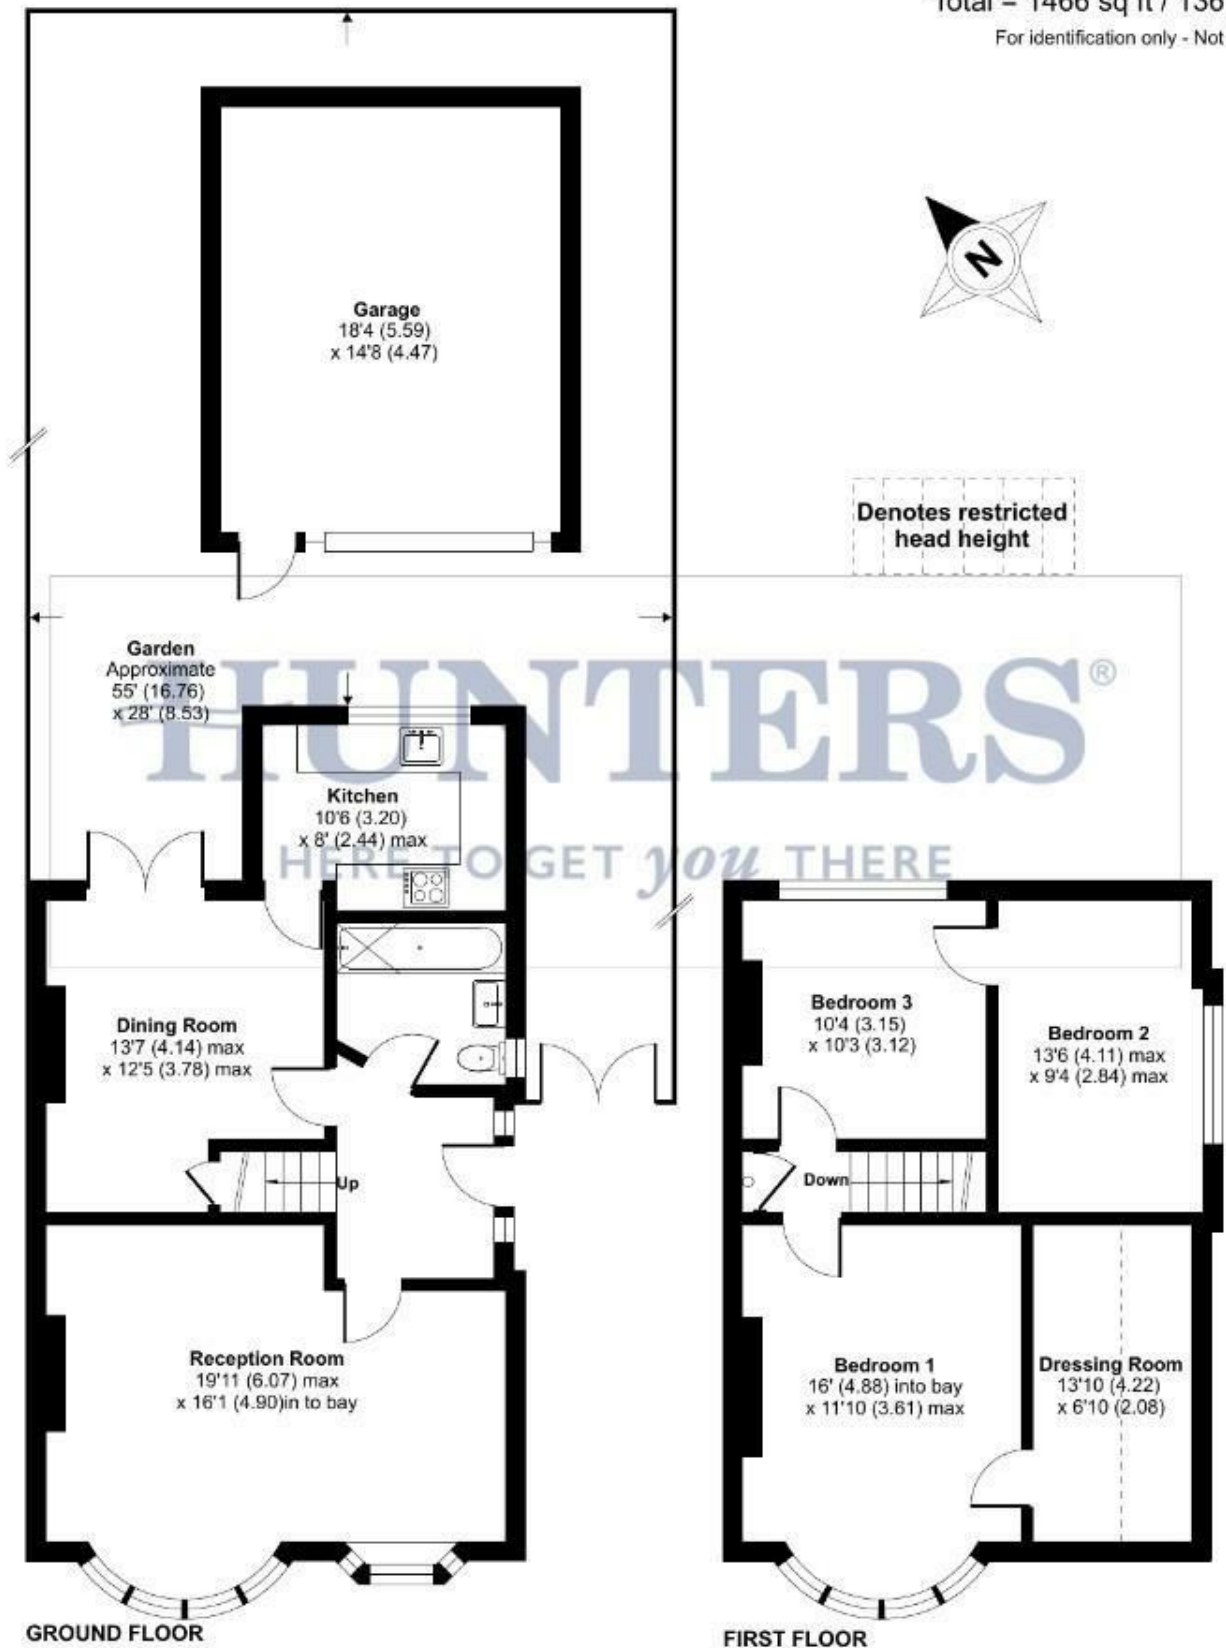 Total = 1466 sq ft / 136
For identification only - Not
N
Garage
18'4 (5.59)
x 14'8 (4.47)
Denotes restricted
head height
Garden
Approximate
55' (16.76)
x 28' (8.53)
HUNTERS®
HERE TO GET you THERE
Kitchen
10'6 (3.20)
x 8' (2.44) max
Dining Room
13'7 (4.14) max
x 12'5 (3.78) max
Up
Reception Room
19'11 (6.07) max
x 16'1 (4.90)in to bay
GROUND FLOOR
Bedroom 3
10'4 (3.15)
x 10'3 (3.12)
Bedroom 2
13'6 (4.11) max
x 9'4 (2.84) max
Down
Bedroom 1
16' (4.88) into bay
x 11'10 (3.61) max
Dressing Room
13'10 (4.22)
x 6'10 (2.08)
FIRST FLOOR